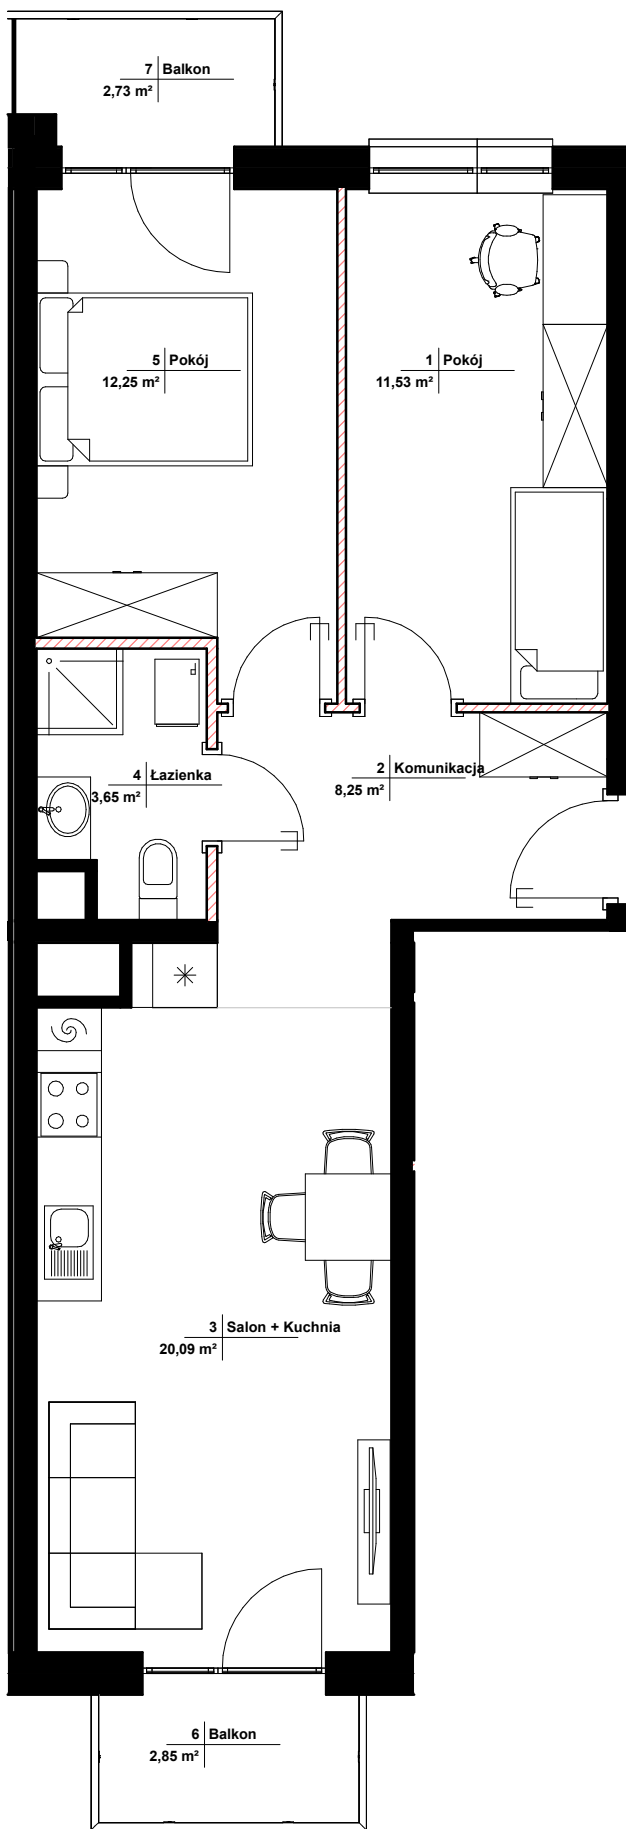 7 Balkon
2,73 m²
5 Pokój
12,25 m²
1 Pokój
11,53 m²
4 Łazienka
3,65 m²
2 Komunikacja
8,25 m²
3 Salon + Kuchnia
20,09 m²
6 Balkon
2,85 m²